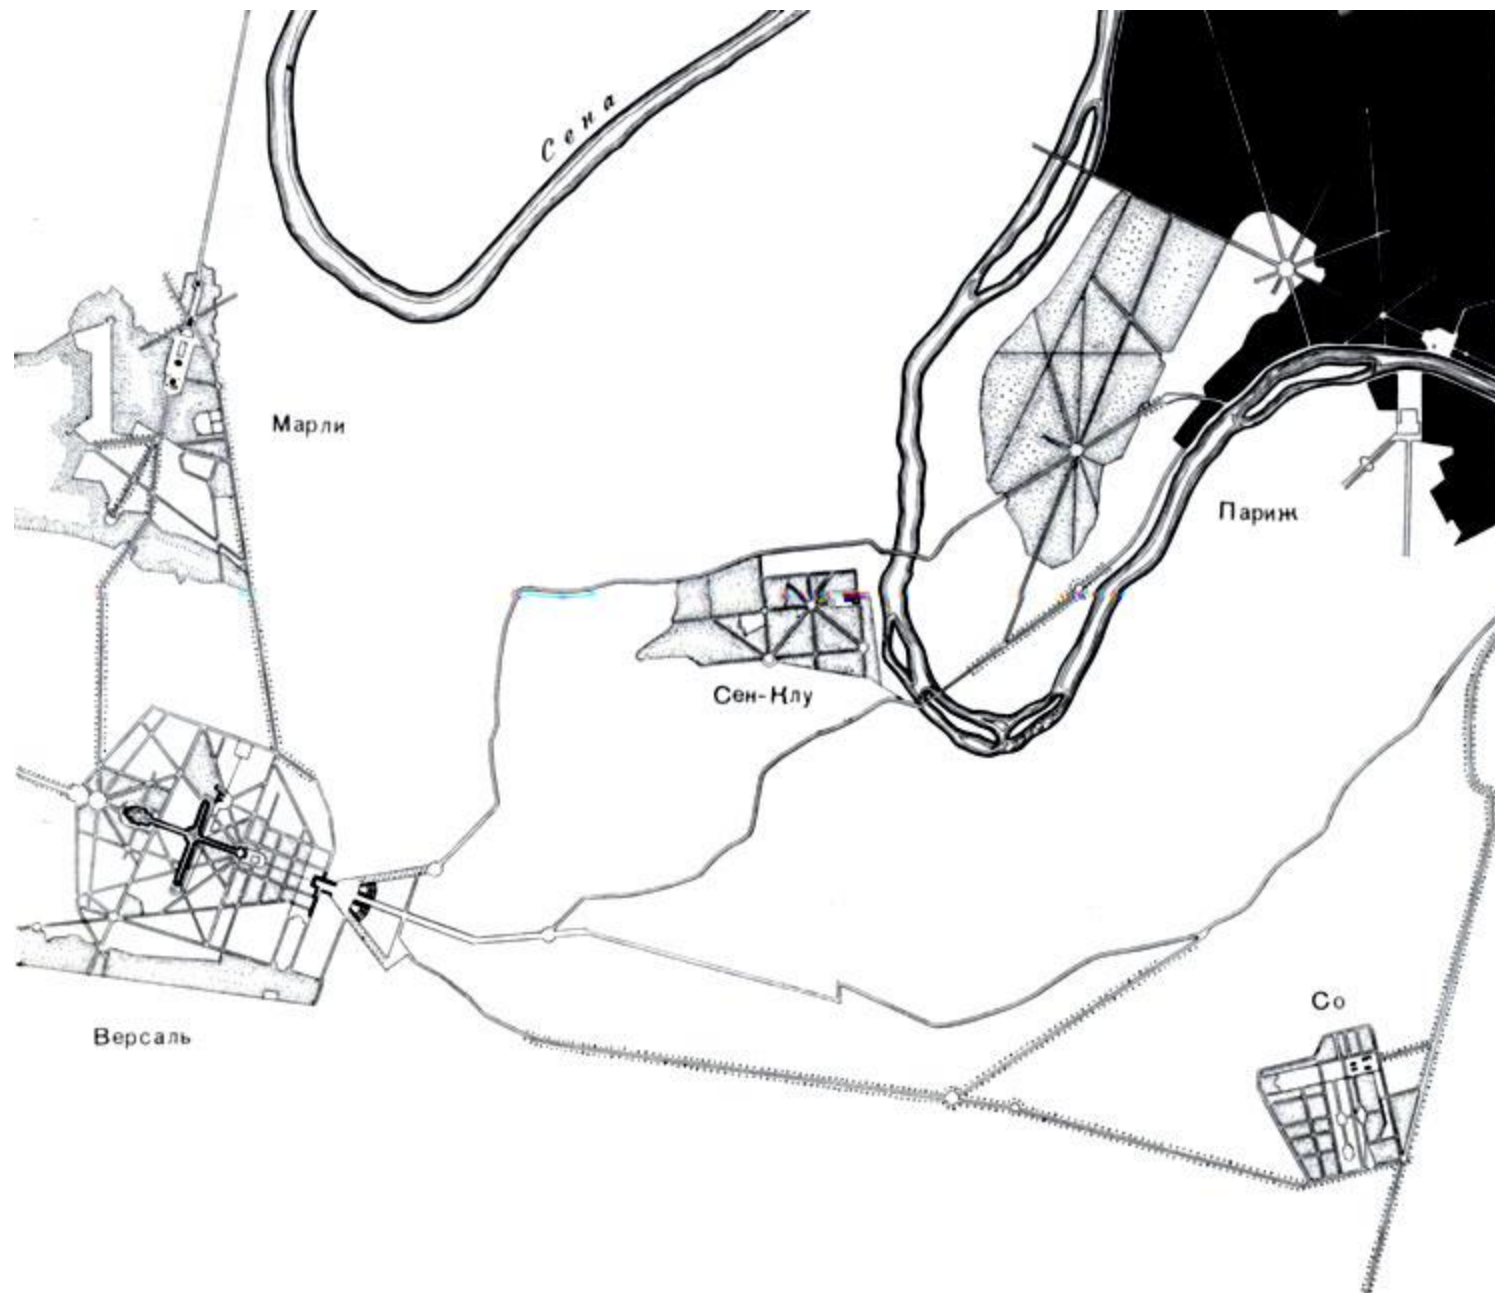 Сена
Марли
Париж
Сен-Клу
Со
Версаль